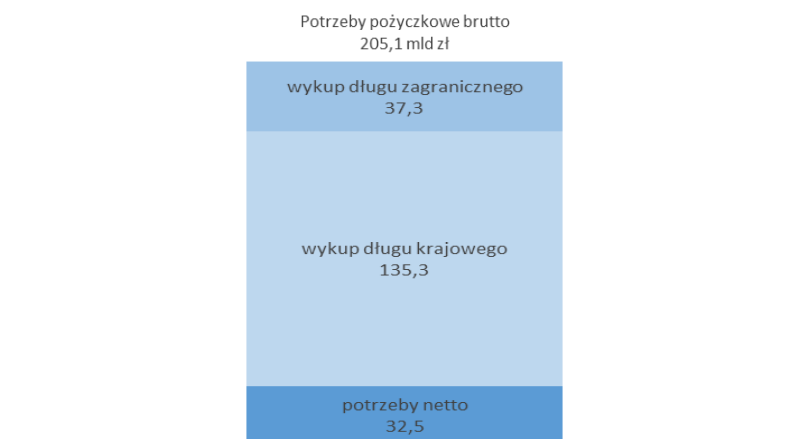 Potrzeby pożyczkowe brutto
205,1 mld zł
wykup długu zagranicznego
37,3
wykup długu krajowego
135,3
potrzeby netto
32,5